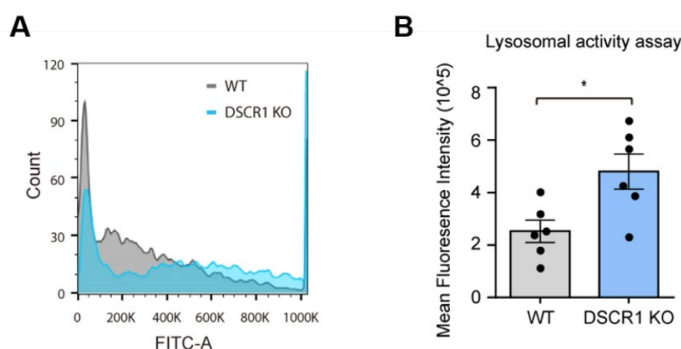 A
120
90
60
30
0
Count
WT
DSCR1 KO
0 200K 400K 600K 800K 1000K
FITC-A
B
Lysosomal activity assay
Mean Fluorescence Intensity (10^5)
8
6
4
2
0
*
WT DSCR1 KO